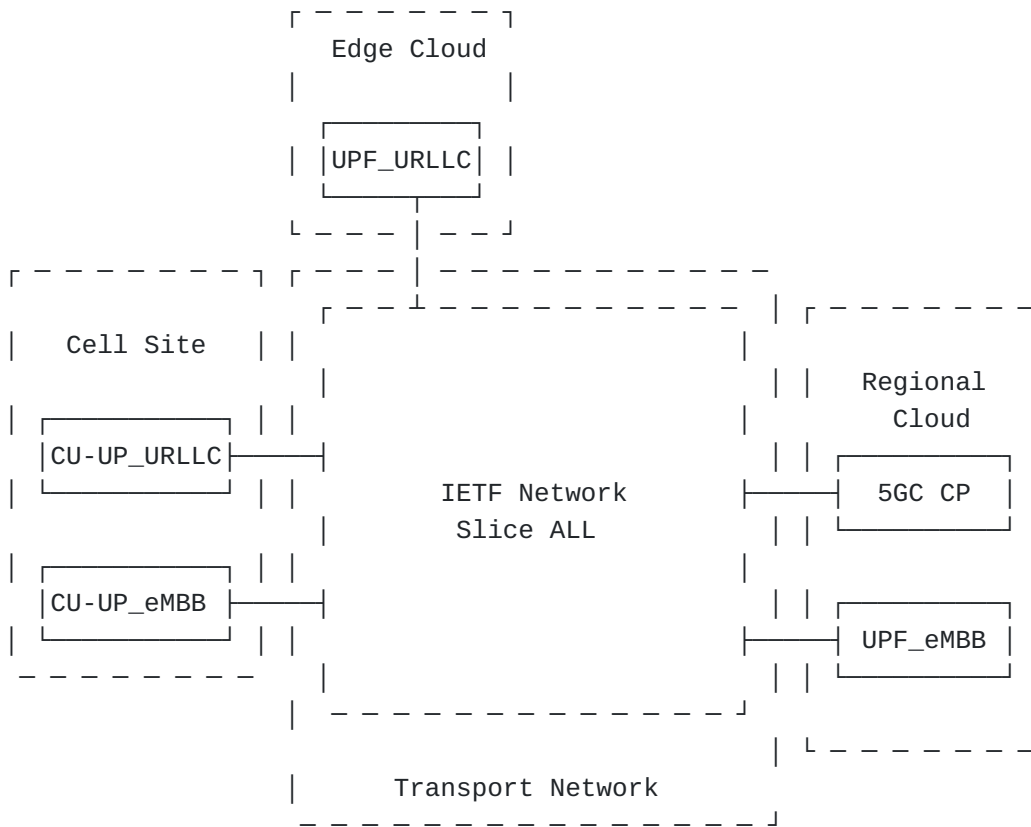 Edge Cloud
UPF_URLLC
Cell Site
Regional
Cloud
CU-UP_URLLC
IETF Network
Slice ALL
5GC CP
CU-UP_eMBB
UPF_eMBB
Transport Network